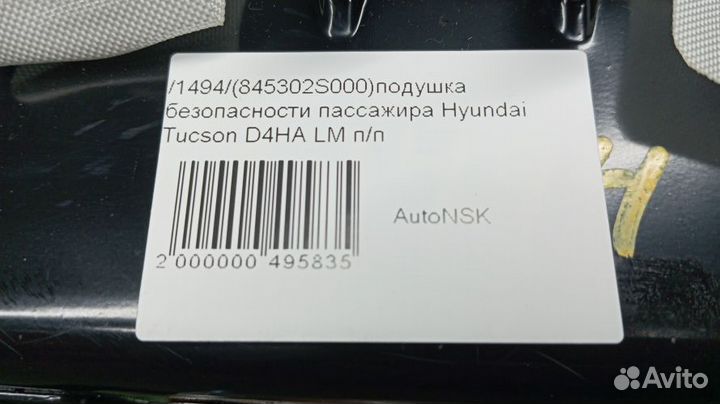 /1494/(845302S000)подушка
безопасности пассажира Hyundai
Tucson D4HA LM п/п
AutoNSK
2 000000 495835
Avito